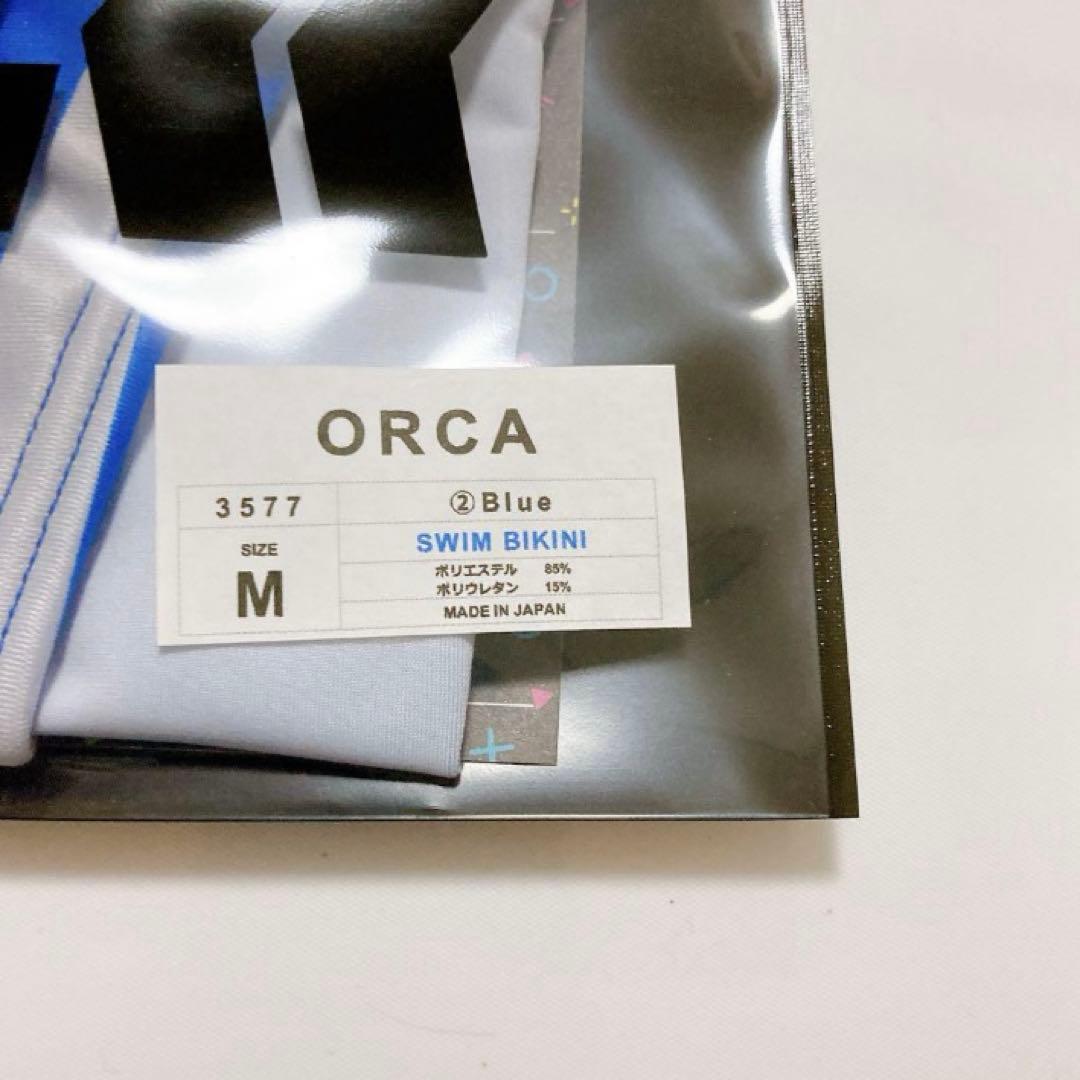 ORCA
3577
②Blue
SIZE
M
SWIM BIKINI
ポリエステル 85%
ポリウレタン 15%
MADE IN JAPAN